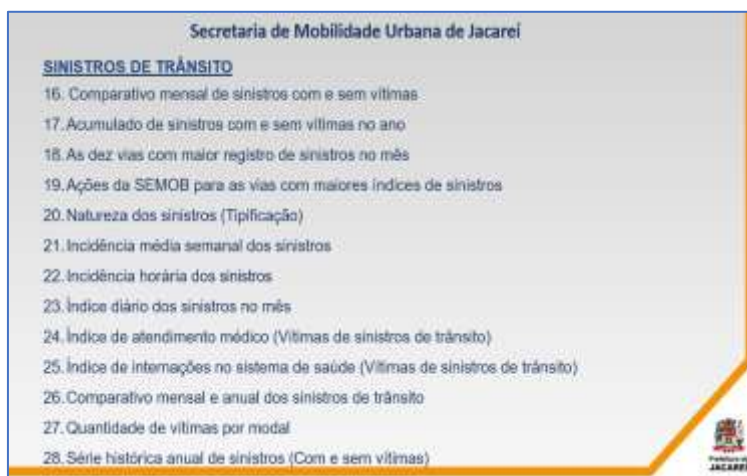 Secretaria de Mobilidade Urbana de Jacareí
SINISTROS DE TRÂNSITO
16. Comparativo mensal de sinistros com e sem vítimas
17. Acumulado de sinistros com e sem vítimas no ano
18. As dez vias com maior registro de sinistros no mês
19. Ações da SEMOB para as vias com maiores índices de sinistros
20. Natureza dos sinistros (Tipificação)
21. Incidência média semanal dos sinistros
22. Incidência horária dos sinistros
23. Índice diário dos sinistros no mês
24. Índice de atendimento médico (Vítimas de sinistros de trânsito)
25. Índice de internações no sistema de saúde (Vítimas de sinistros de trânsito)
26. Comparativo mensal e anual dos sinistros de trânsito
27. Quantidade de vítimas por modal
28. Série histórica anual de sinistros (Com e sem vítimas)
Prefeitura de
JACAREÍ